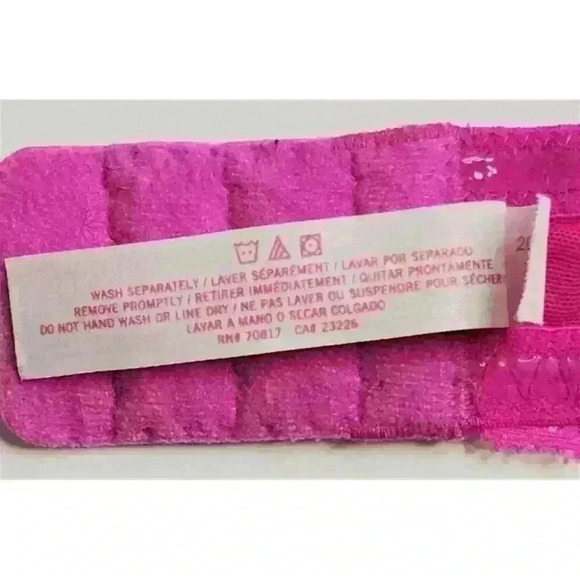 WASH SEPARATELY / LAVER SÉPARÉMENT / LAVAR POR SEPARADO
REMOVE PROMPTLY / RETIRER IMMÉDIATEMENT / QUITAR PRONTAMENTE
DO NOT HAND WASH OR LINE DRY / NE PAS LAVER OU SUSPENDRE POUR SÉCHER
LAVAR A MANO O SECAR COLGADO
RN# 70817 CA# 23226